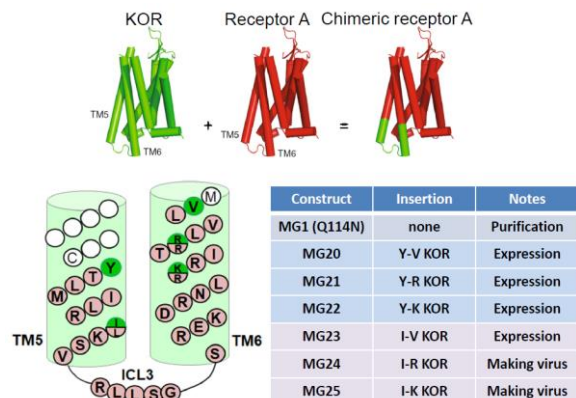 KOR
Receptor A
Chimeric receptor A
TM5
TM6
+
TM5
TM6
=
C
M L T Y
R L I
V S K
TM5
R L L S G
ICL3
L V M
T R R L V
K R R I
D R N L
R E K
S
TM6
Construct Insertion Notes
MG1 (Q114N) none Purification
MG20 Y-V KOR Expression
MG21 Y-R KOR Expression
MG22 Y-K KOR Expression
MG23 I-V KOR Expression
MG24 I-R KOR Making virus
MG25 I-K KOR Making virus